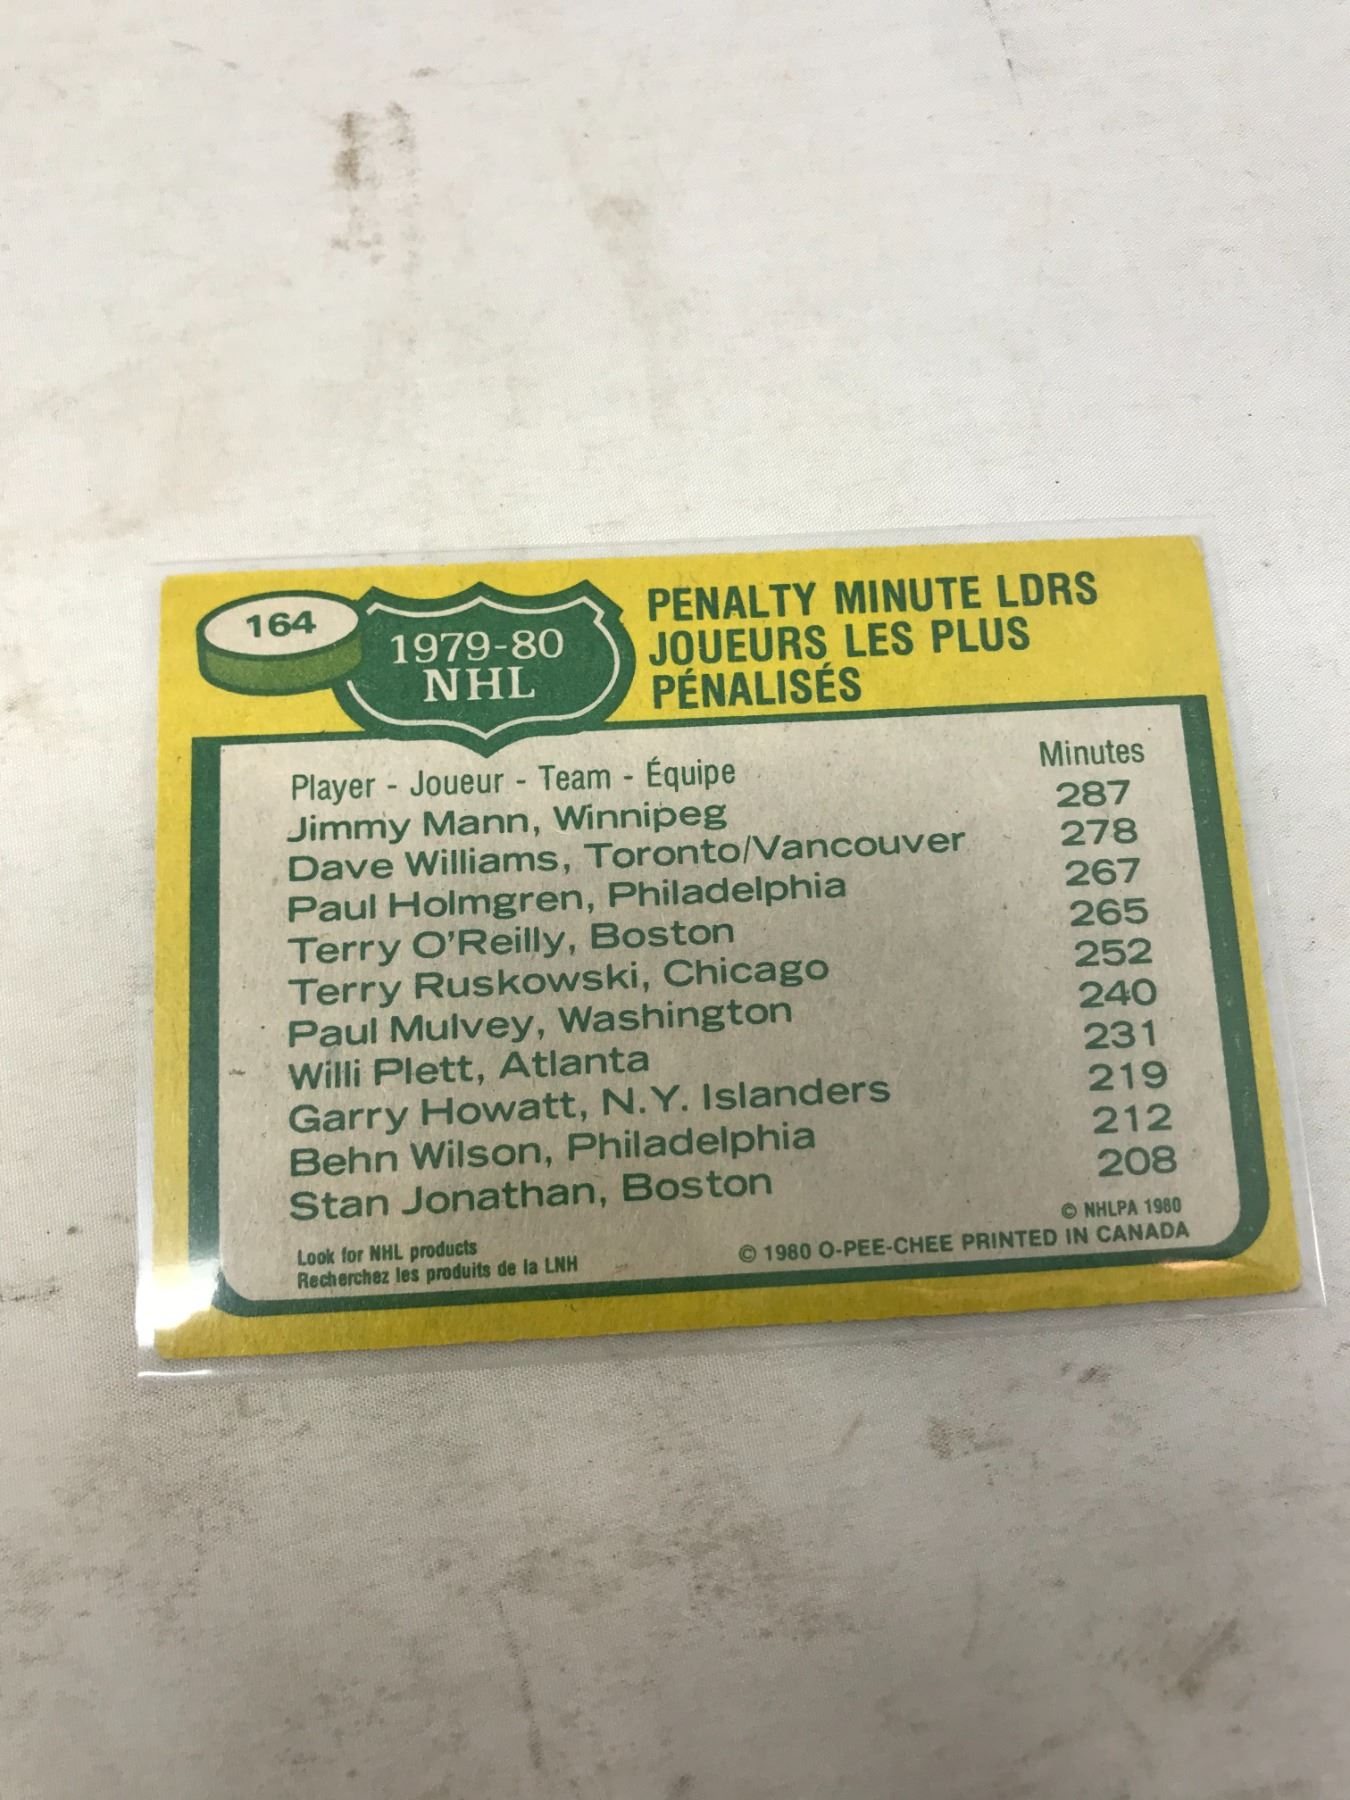 164
1979-80
NHL
PENALTY MINUTE LDRS
JOUEURS LES PLUS
PÉNALISÉS
Player - Joueur - Team - Équipe Minutes
Jimmy Mann, Winnipeg 287
Dave Williams, Toronto/Vancouver 278
Paul Holmgren, Philadelphia 267
Terry O'Reilly, Boston 265
Terry Ruskowski, Chicago 252
Paul Mulvey, Washington 240
Willi Plett, Atlanta 231
Garry Howatt, N.Y. Islanders 219
Behn Wilson, Philadelphia 212
Stan Jonathan, Boston 208
© NHLPA 1980
Look for NHL products
Recherchez les produits de la LNH
© 1980 O-PEE-CHEE PRINTED IN CANADA